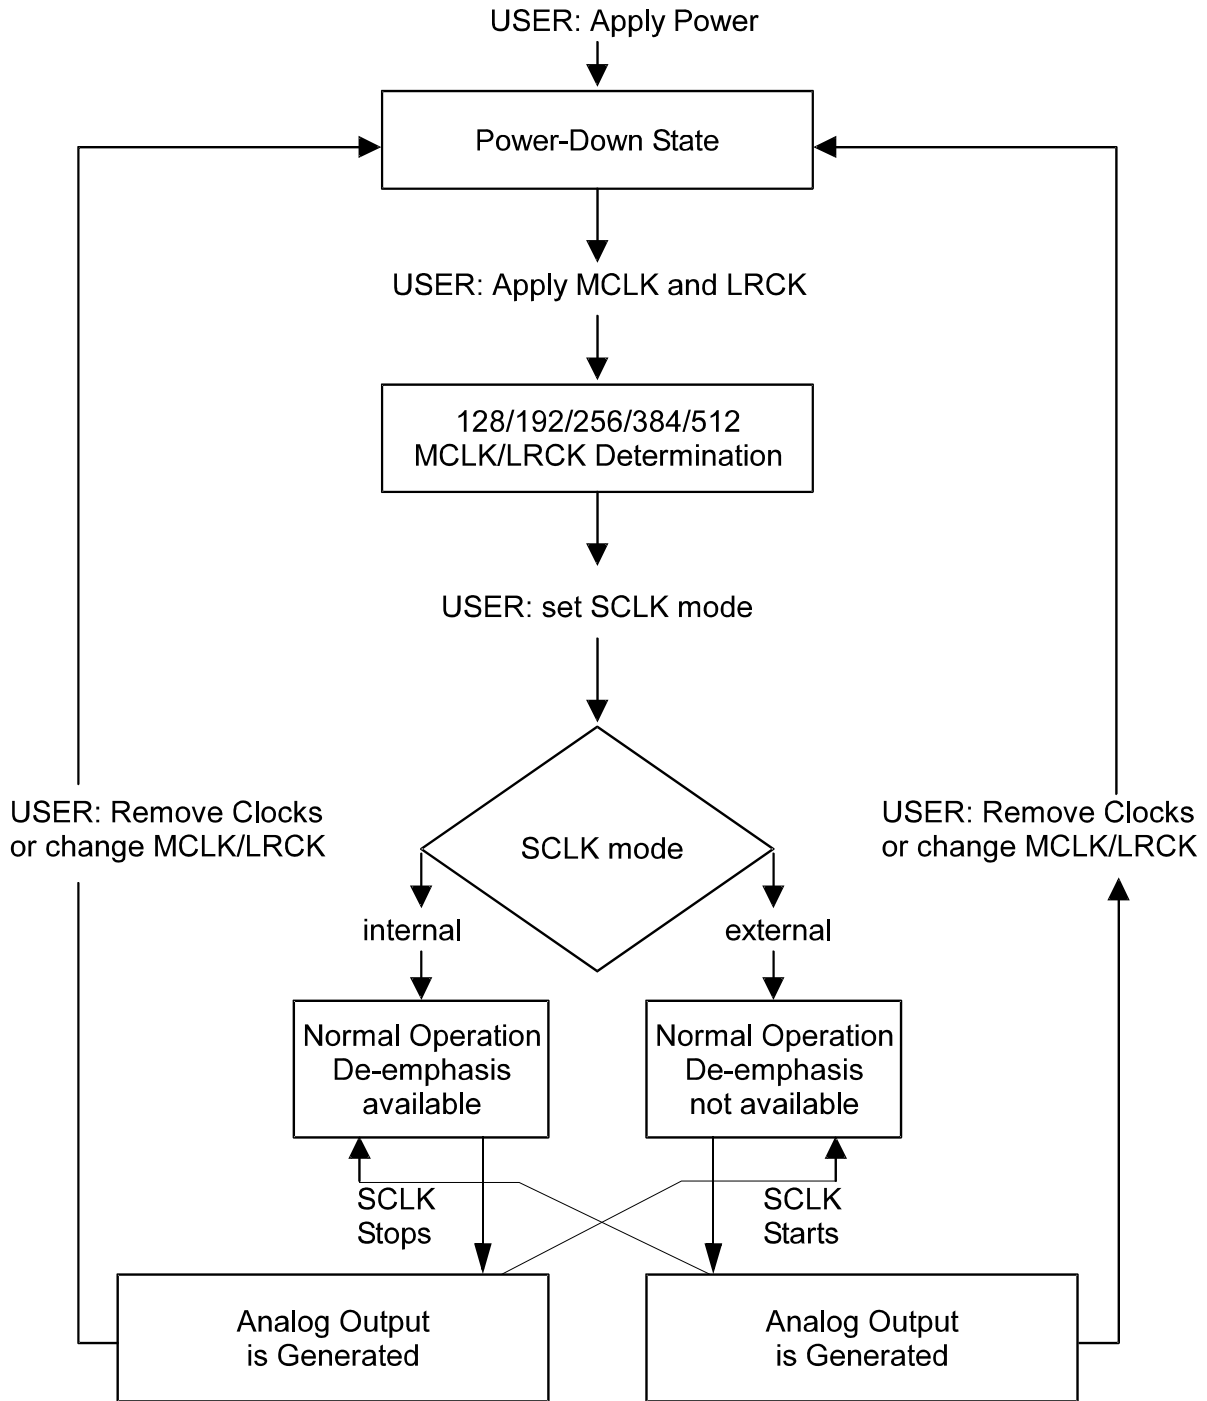 USER: Apply Power
Power-Down State
USER: Apply MCLK and LRCK
128/192/256/384/512
MCLK/LRCK Determination
USER: set SCLK mode
USER: Remove Clocks
or change MCLK/LRCK
SCLK mode
USER: Remove Clocks
or change MCLK/LRCK
internal
external
Normal Operation
De-emphasis
available
Normal Operation
De-emphasis
not available
SCLK
Stops
SCLK
Starts
Analog Output
is Generated
Analog Output
is Generated